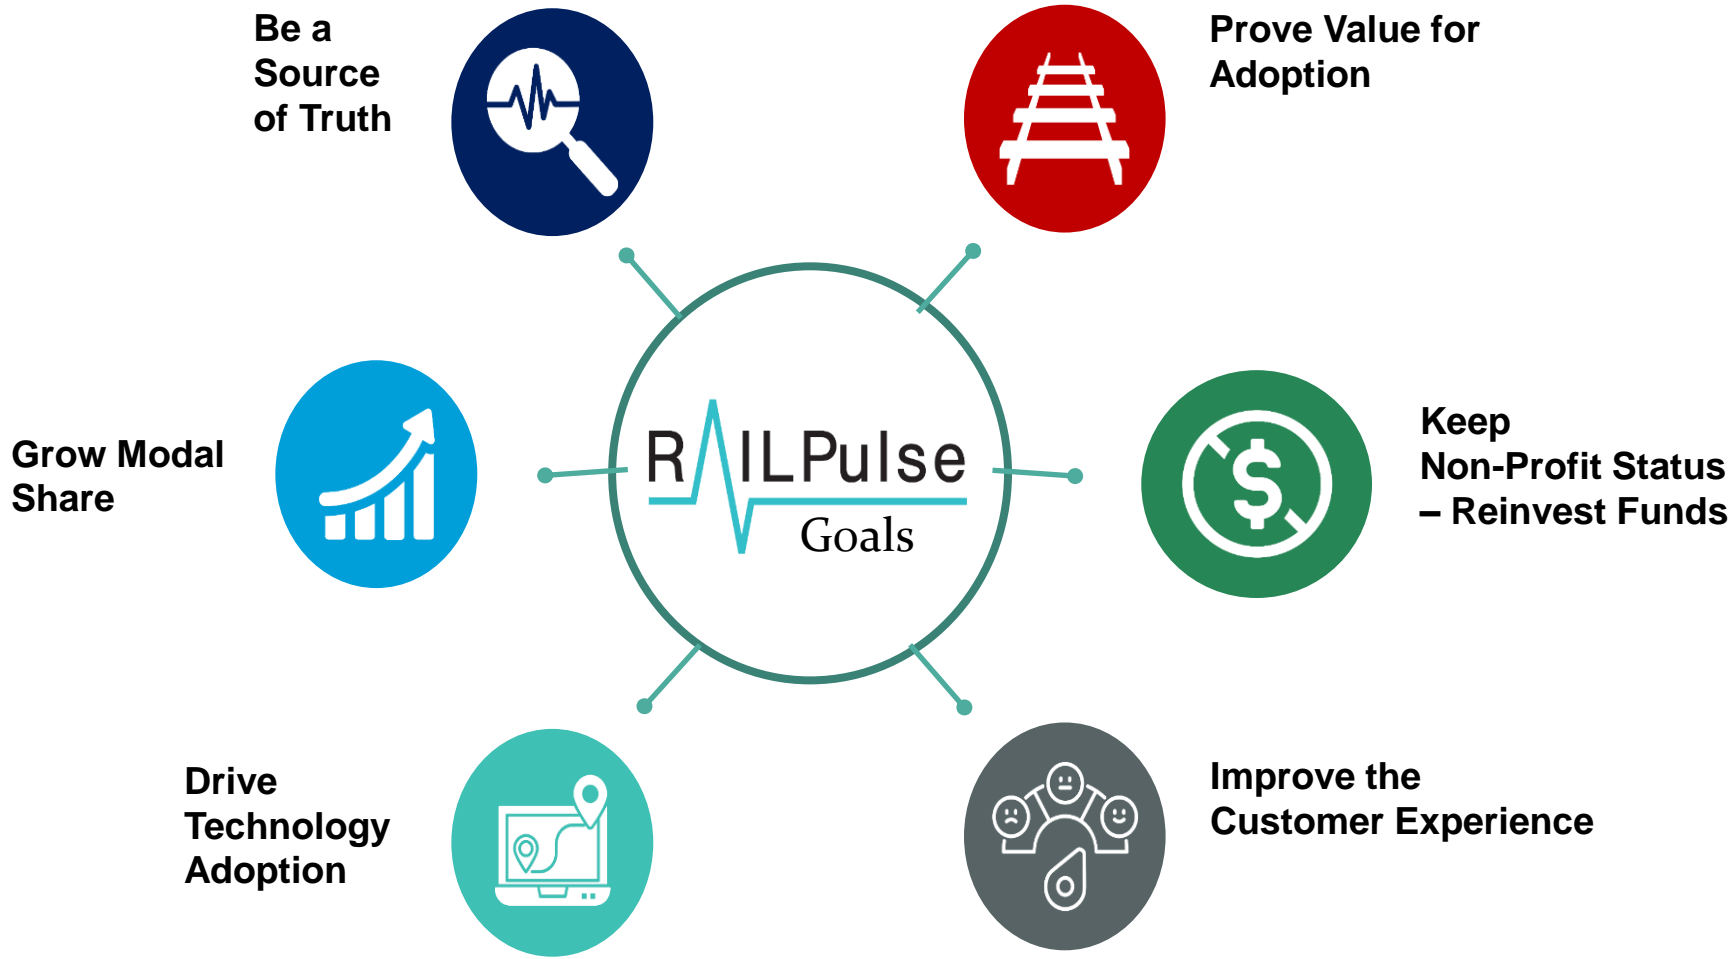 Be a
Source
of Truth
Prove Value for
Adoption
Grow Modal
Share
RAILPulse
Goals
Keep
Non-Profit Status
– Reinvest Funds
Drive
Technology
Adoption
Improve the
Customer Experience